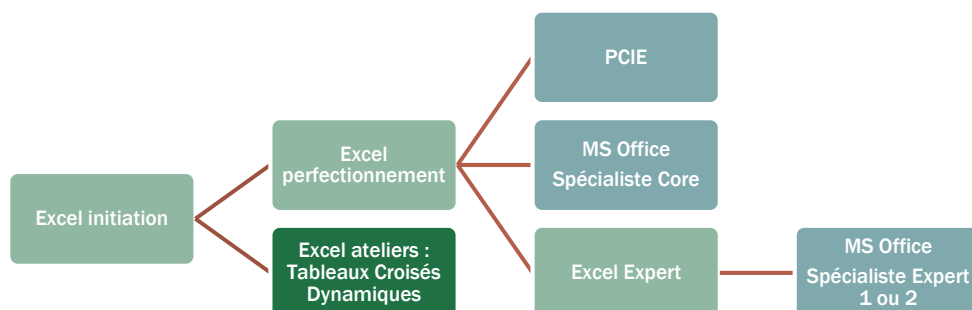 PCIE
Excel
perfectionnement
MS Office
Spécialiste Core
Excel initiation
Excel ateliers :
Tableaux Croisés
Dynamiques
Excel Expert
MS Office
Spécialiste Expert
1 ou 2